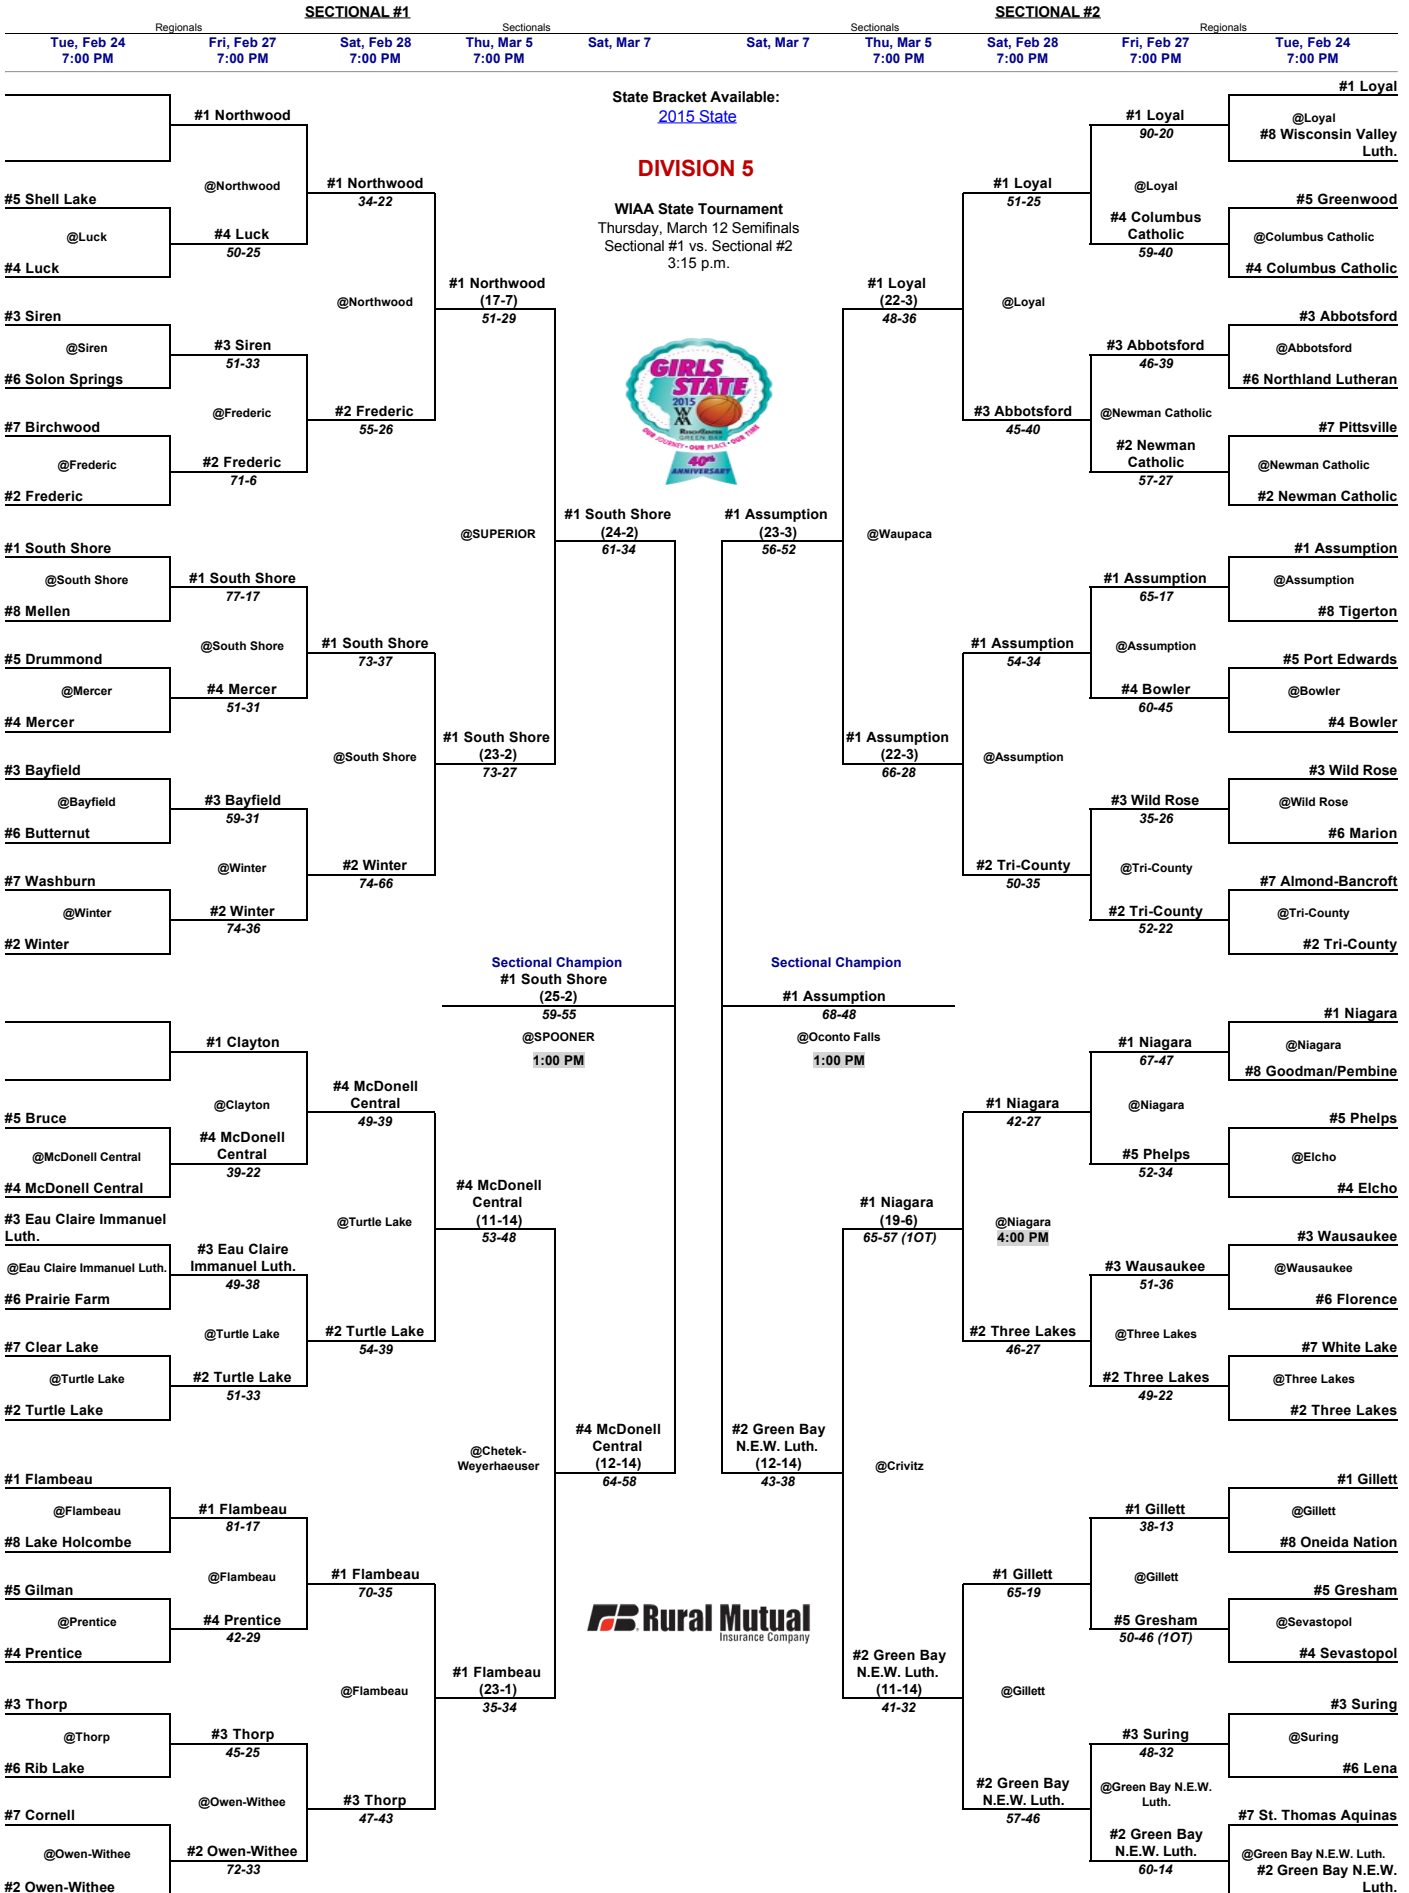 SECTIONAL #1
SECTIONAL #2
Regionals
Sectionals
Sectionals
Regionals
Tue, Feb 24
7:00 PM
Fri, Feb 27
7:00 PM
Sat, Feb 28
7:00 PM
Thu, Mar 5
7:00 PM
Sat, Mar 7
Sat, Mar 7
Thu, Mar 5
7:00 PM
Sat, Feb 28
7:00 PM
Fri, Feb 27
7:00 PM
Tue, Feb 24
7:00 PM
State Bracket Available:
2015 State
DIVISION 5
WIAA State Tournament
Thursday, March 12 Semifinals
Sectional #1 vs. Sectional #2
3:15 p.m.
GIRLS
STATE
2015
WIAA
GREEN BAY
OUR JOURNEY • OUR PLACE • OUR TIME
40th
ANNIVERSARY
#5 Shell Lake
@Luck
#4 Luck
#3 Siren
@Siren
#6 Solon Springs
#7 Birchwood
@Frederic
#2 Frederic
#1 South Shore
@South Shore
#8 Mellen
#5 Drummond
@Mercer
#4 Mercer
#3 Bayfield
@Bayfield
#6 Butternut
#7 Washburn
@Winter
#2 Winter
#5 Bruce
@McDonell Central
#4 McDonell Central
#3 Eau Claire Immanuel
Luth.
@Eau Claire Immanuel Luth.
#6 Prairie Farm
#7 Clear Lake
@Turtle Lake
#2 Turtle Lake
#1 Flambeau
@Flambeau
#8 Lake Holcombe
#5 Gilman
@Prentice
#4 Prentice
#3 Thorp
@Thorp
#6 Rib Lake
#7 Cornell
@Owen-Withee
#2 Owen-Withee
#1 Northwood
@Northwood
#4 Luck
50-25
#3 Siren
51-33
@Frederic
#2 Frederic
71-6
#1 South Shore
77-17
@South Shore
#4 Mercer
51-31
#3 Bayfield
59-31
@Winter
#2 Winter
74-36
#1 Clayton
@Clayton
#4 McDonell
Central
39-22
#3 Eau Claire
Immanuel Luth.
49-38
@Turtle Lake
#2 Turtle Lake
51-33
#1 Flambeau
81-17
@Flambeau
#4 Prentice
42-29
#3 Thorp
45-25
@Owen-Withee
#2 Owen-Withee
72-33
#1 Northwood
34-22
@Northwood
#2 Frederic
55-26
#1 South Shore
73-37
@South Shore
#2 Winter
74-66
#4 McDonell
Central
49-39
@Turtle Lake
#2 Turtle Lake
54-39
#1 Flambeau
70-35
@Flambeau
#3 Thorp
47-43
#1 Northwood
(17-7)
51-29
@SUPERIOR
#1 South Shore
(23-2)
73-27
#4 McDonell
Central
(11-14)
53-48
@Chetek-
Weyerhaeuser
#1 Flambeau
(23-1)
35-34
#1 South Shore
(24-2)
61-34
Sectional Champion
#1 South Shore
(25-2)
59-55
@SPOONER
1:00 PM
#4 McDonell
Central
(12-14)
64-58
Rural Mutual
Insurance Company
#1 Assumption
(23-3)
56-52
Sectional Champion
#1 Assumption
68-48
@Oconto Falls
1:00 PM
#2 Green Bay
N.E.W. Luth.
(12-14)
43-38
#1 Loyal
(22-3)
48-36
@Waupaca
#1 Assumption
(22-3)
66-28
#1 Niagara
(19-6)
65-57 (1OT)
@Crivitz
#2 Green Bay
N.E.W. Luth.
(11-14)
41-32
#1 Loyal
51-25
@Loyal
#3 Abbotsford
45-40
#1 Assumption
54-34
@Assumption
#2 Tri-County
50-35
#1 Niagara
42-27
@Niagara
4:00 PM
#2 Three Lakes
46-27
#1 Gillett
65-19
@Gillett
#2 Green Bay
N.E.W. Luth.
57-46
#1 Loyal
90-20
@Loyal
#4 Columbus
Catholic
59-40
#3 Abbotsford
46-39
@Newman Catholic
#2 Newman
Catholic
57-27
#1 Assumption
65-17
@Assumption
#4 Bowler
60-45
#3 Wild Rose
35-26
@Tri-County
#2 Tri-County
52-22
#1 Niagara
67-47
@Niagara
#5 Phelps
52-34
#3 Wausaukee
51-36
@Three Lakes
#2 Three Lakes
49-22
#1 Gillett
38-13
@Gillett
#5 Gresham
50-46 (1OT)
#3 Suring
48-32
@Green Bay N.E.W.
Luth.
#2 Green Bay
N.E.W. Luth.
60-14
#1 Loyal
@Loyal
#8 Wisconsin Valley
Luth.
#5 Greenwood
@Columbus Catholic
#4 Columbus Catholic
#3 Abbotsford
@Abbotsford
#6 Northland Lutheran
#7 Pittsville
@Newman Catholic
#2 Newman Catholic
#1 Assumption
@Assumption
#8 Tigerton
#5 Port Edwards
@Bowler
#4 Bowler
#3 Wild Rose
@Wild Rose
#6 Marion
#7 Almond-Bancroft
@Tri-County
#2 Tri-County
#1 Niagara
@Niagara
#8 Goodman/Pembine
#5 Phelps
@Elcho
#4 Elcho
#3 Wausaukee
@Wausaukee
#6 Florence
#7 White Lake
@Three Lakes
#2 Three Lakes
#1 Gillett
@Gillett
#8 Oneida Nation
#5 Gresham
@Sevastopol
#4 Sevastopol
#3 Suring
@Suring
#6 Lena
#7 St. Thomas Aquinas
@Green Bay N.E.W. Luth.
#2 Green Bay N.E.W.
Luth.